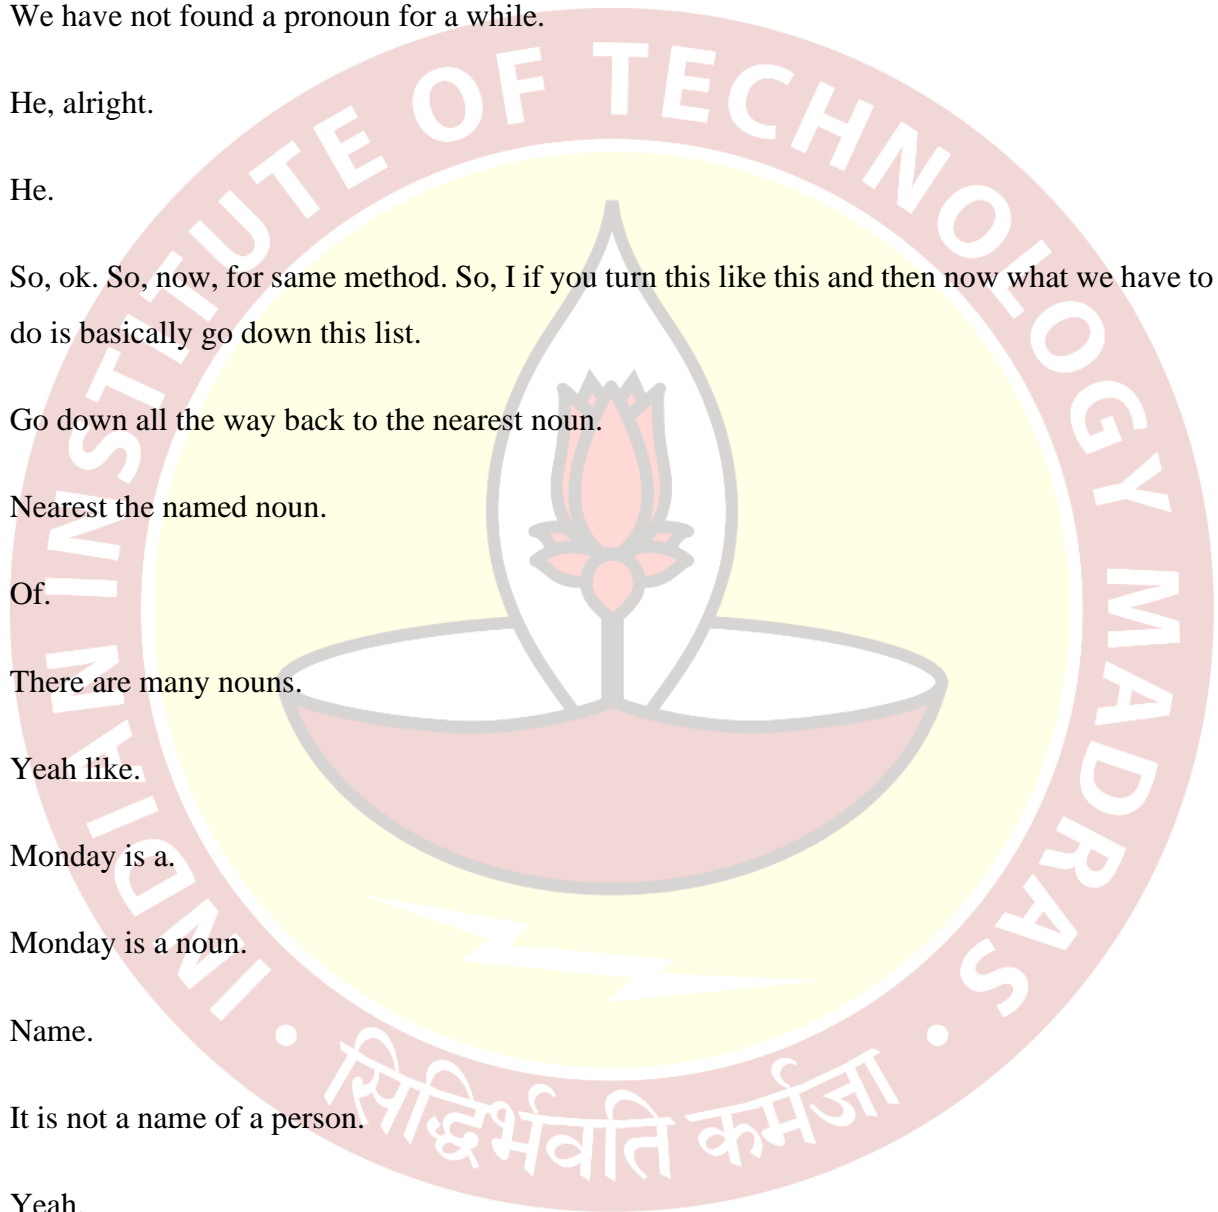 We have not found a pronoun for a while.
He, alright.
He.
So, ok. So, now, for same method. So, I if you turn this like this and then now what we have to
do is basically go down this list.
Go down all the way back to the nearest noun.
Nearest the named noun.
Of.
There are many nouns.
Yeah like.
Monday is a.
Monday is a noun.
Name.
It is not a name of a person.
Yeah.
INDIAN INSTITUTE OF TECHNOLOGY MADRAS
सिद्धिर्भवति कर्मजा